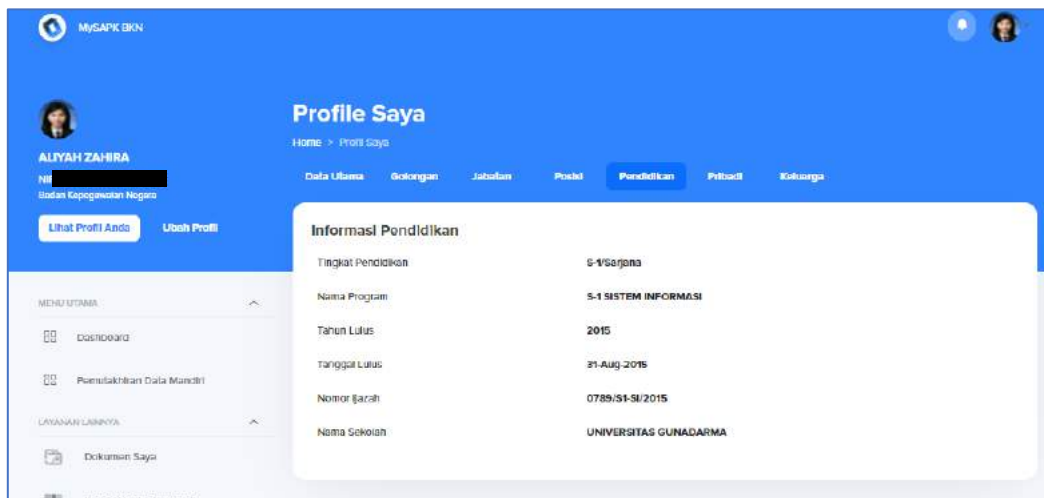 MySAPK BKN
ALIYAH ZAHIRA
NIP
Badan Kepegawaian Negara
Lihat Profil Anda Ubah Profil
MENU UTAMA
Dashboard
Pemutakhiran Data Mandiri
LAYANAN LAINNYA
Dokumen Saya
Profile Saya
Home > Profil Saya
Data Utama Golongan Jabatan Posisi Pendidikan Pribadi Keluarga
Informasi Pendidikan
Tingkat Pendidikan S-1/Sarjana
Nama Program S-1 SISTEM INFORMASI
Tahun Lulus 2015
Tanggal Lulus 31-Aug-2015
Nomor Ijazah 0789/S1-SI/2015
Nama Sekolah UNIVERSITAS GUNADARMA